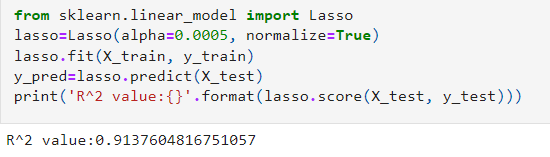 from sklearn.linear_model import Lasso
lasso=Lasso(alpha=0.0005, normalize=True)
lasso.fit(X_train, y_train)
y_pred=lasso.predict(X_test)
print('R^2 value:{}'.format(lasso.score(X_test, y_test)))
R^2 value:0.9137604816751057